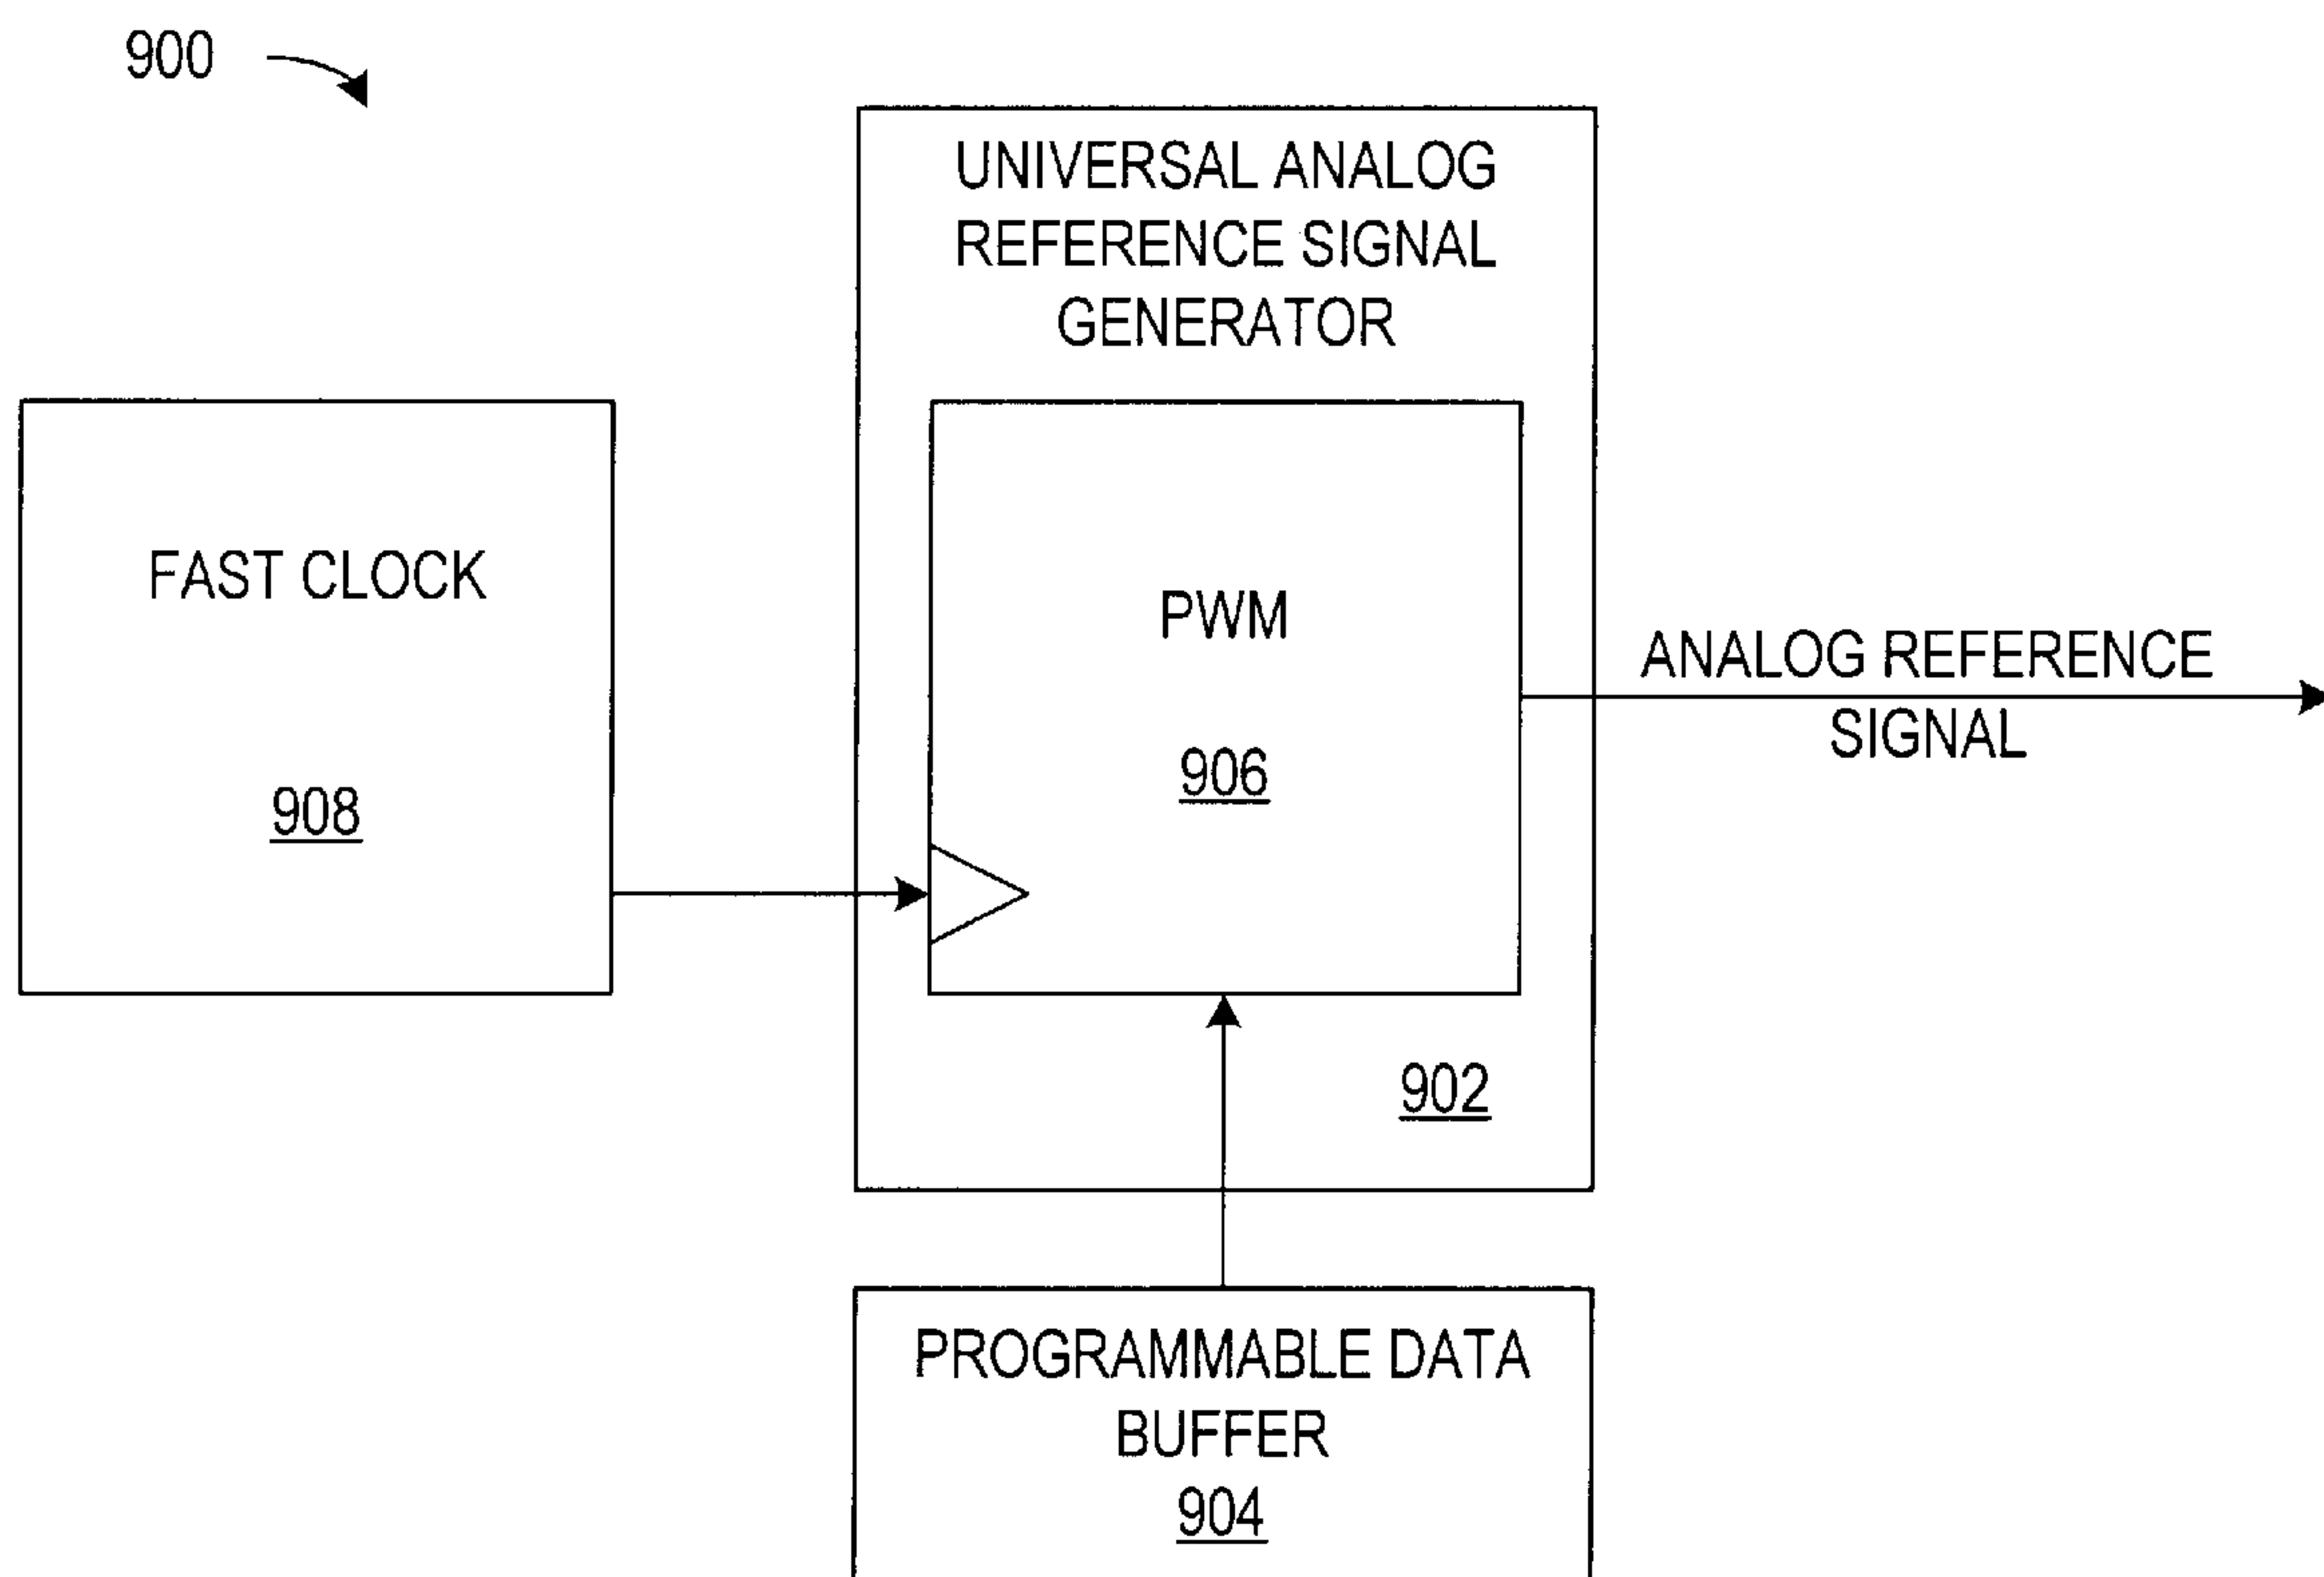 900
UNIVERSAL ANALOG
REFERENCE SIGNAL
GENERATOR
FAST CLOCK
908
PWM
906
ANALOG REFERENCE
SIGNAL
902
PROGRAMMABLE DATA
BUFFER
904